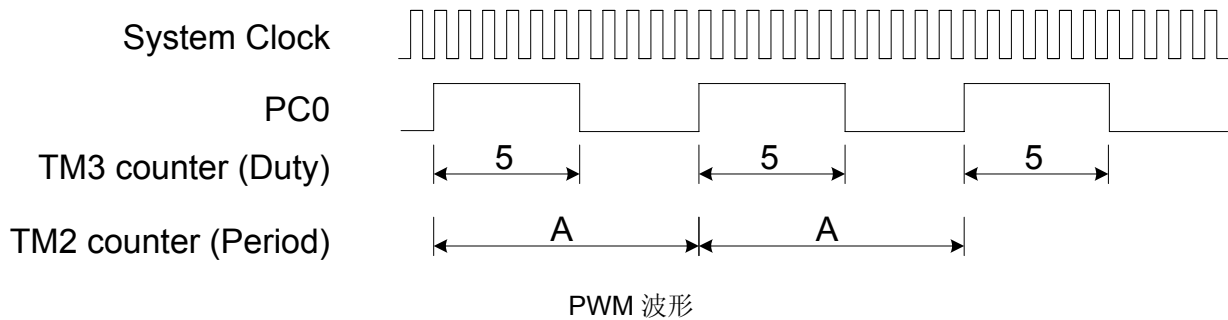 System Clock
PC0
TM3 counter (Duty) 5 5 5
TM2 counter (Period) A A
PWM 波形